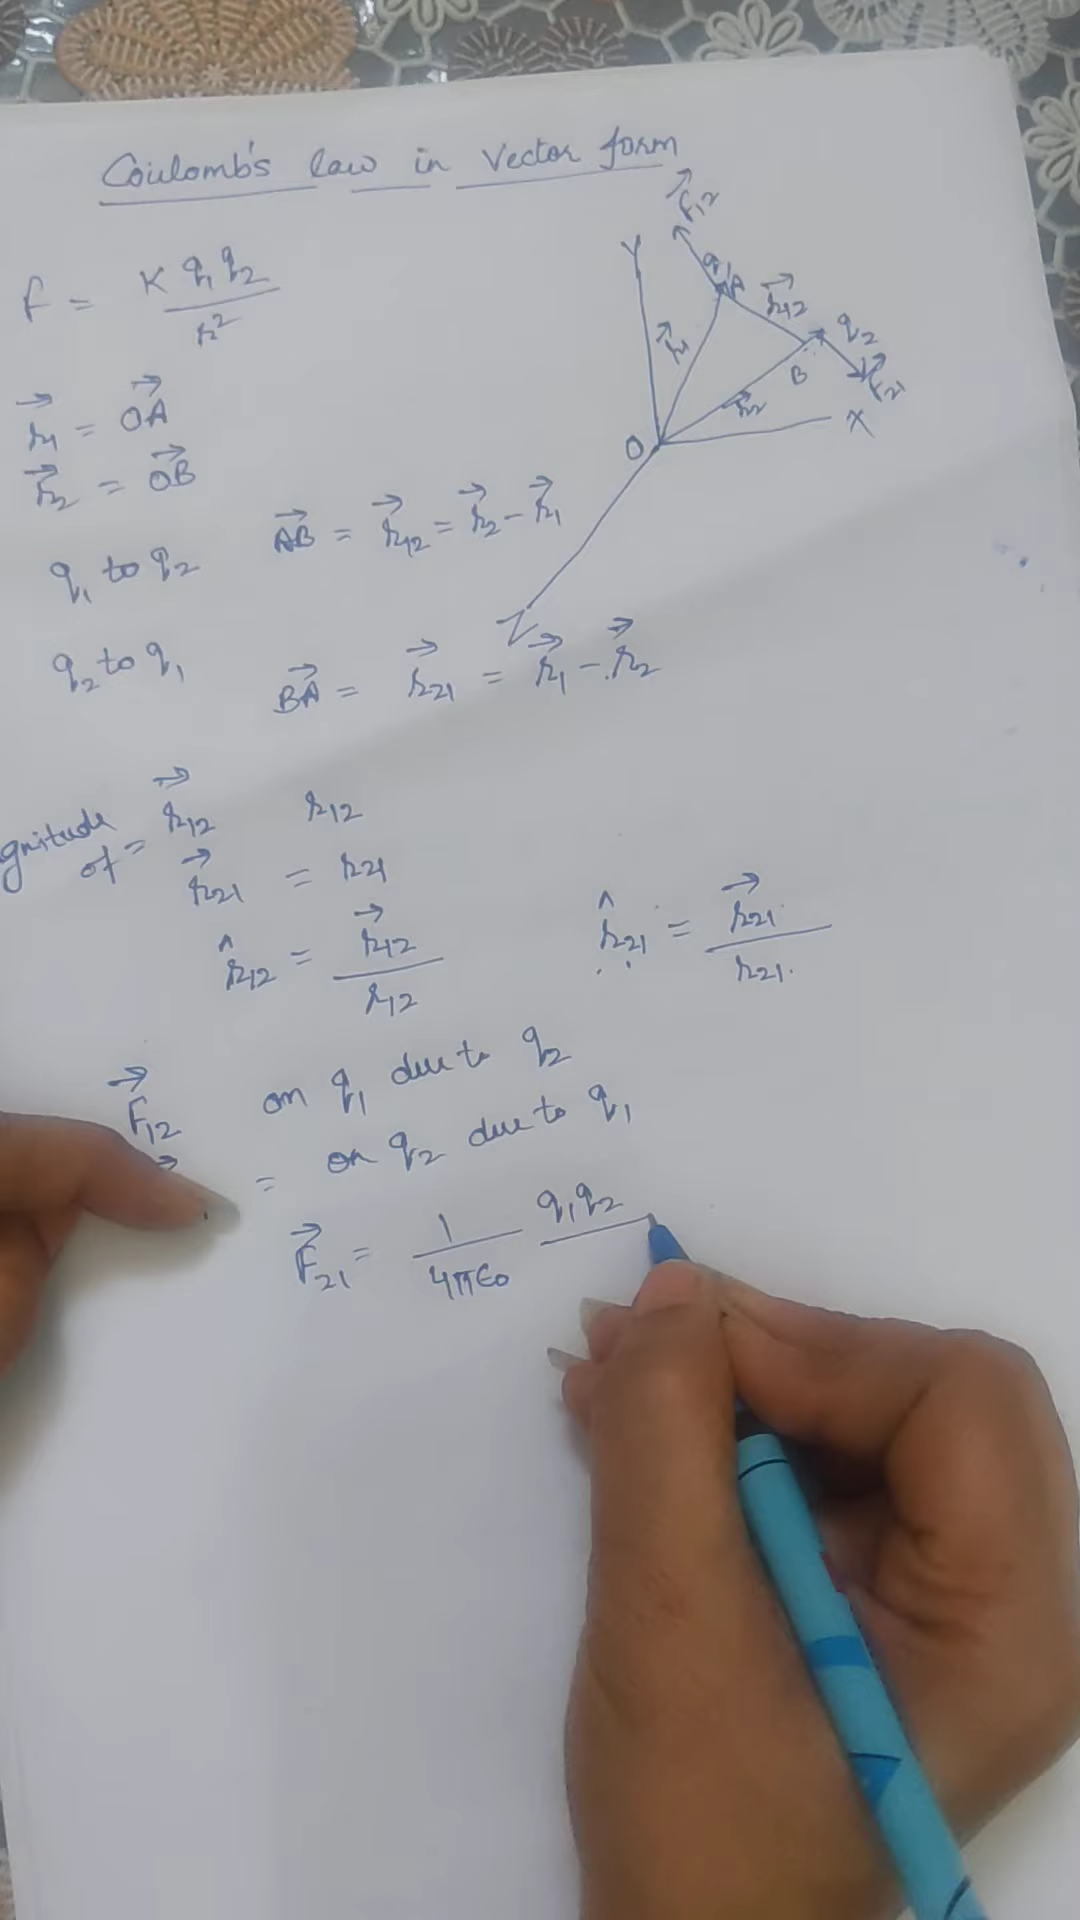 Coulomb's law in vector form
F = K q₁ q₂ / r²
r₁⃗ = OA⃗
r₂⃗ = OB⃗
q₁ to q₂ AB⃗ = r₁₂⃗ = r₂⃗ - r₁⃗
q₂ to q₁ BA⃗ = r₂₁⃗ = r₁⃗ - r₂⃗
gnitude of = r₁₂⃗ r₁₂
r₂₁⃗ = r₂₁
r̂₁₂ = r₁₂⃗ / r₁₂ r̂₂₁ = r₂₁⃗ / r₂₁
F₁₂⃗ on q₁ due to q₂
= on q₂ due to q₁
F₂₁⃗ = 1 / 4πε₀ q₁q₂
F₁₂⃗
Y q₁ A r₁₂⃗ q₂
r₁⃗ B F₂₁⃗
r₂⃗
O X
Z